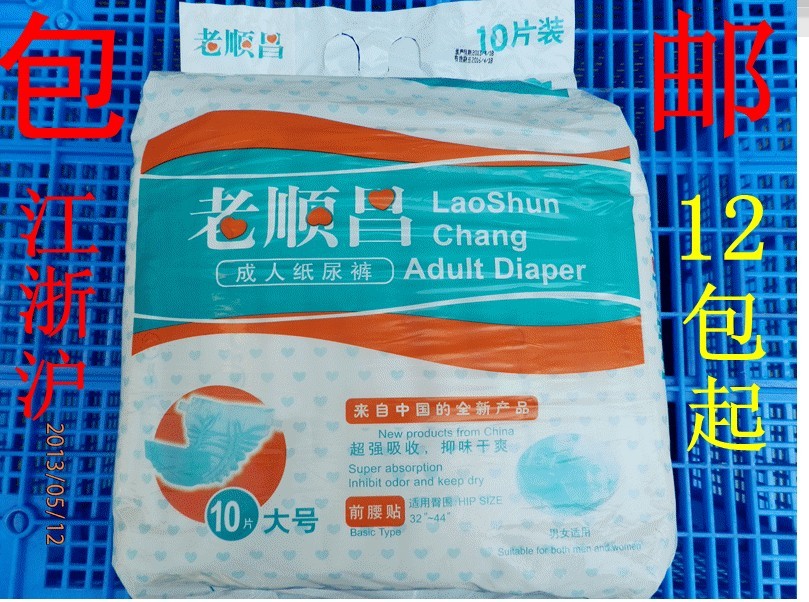 包
邮
江
浙
沪
12
包
起
老顺昌
10片装
2016/4/18
老顺昌
LaoShun
Chang
Adult Diaper
成人纸尿裤
来自中国的全新产品
New products from China
超强吸收、抑味干爽
Super absorption
Inhibit odor and keep dry
前腰贴
Basic Type
适用臀围/HIP SIZE
32"~44"
10片
大号
男女适用
Suitable for both men and women
2013/05/12